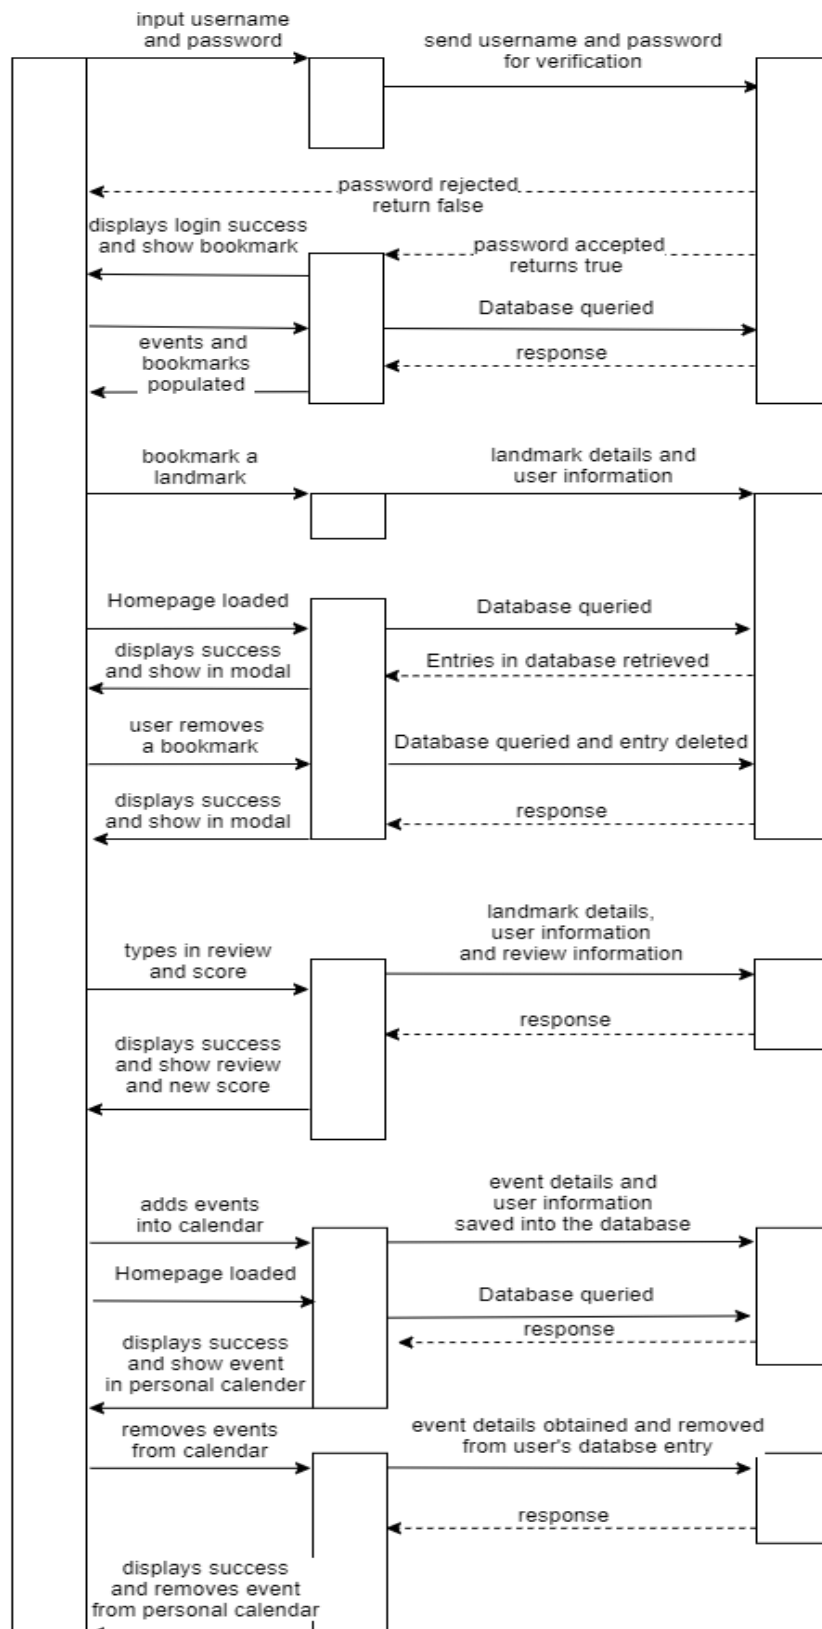 input username
and password
send username and password
for verification
password rejected
return false
displays login success
and show bookmark
password accepted
returns true
Database queried
events and
bookmarks
populated
response
bookmark a
landmark
landmark details and
user information
Homepage loaded
Database queried
displays success
and show in modal
Entries in database retrieved
user removes
a bookmark
Database queried and entry deleted
displays success
and show in modal
response
landmark details,
user information
and review information
types in review
and score
response
displays success
and show review
and new score
event details and
user information
saved into the database
adds events
into calendar
Homepage loaded
Database queried
response
displays success
and show event
in personal calender
removes events
from calendar
event details obtained and removed
from user's databse entry
response
displays success
and removes event
from personal calendar